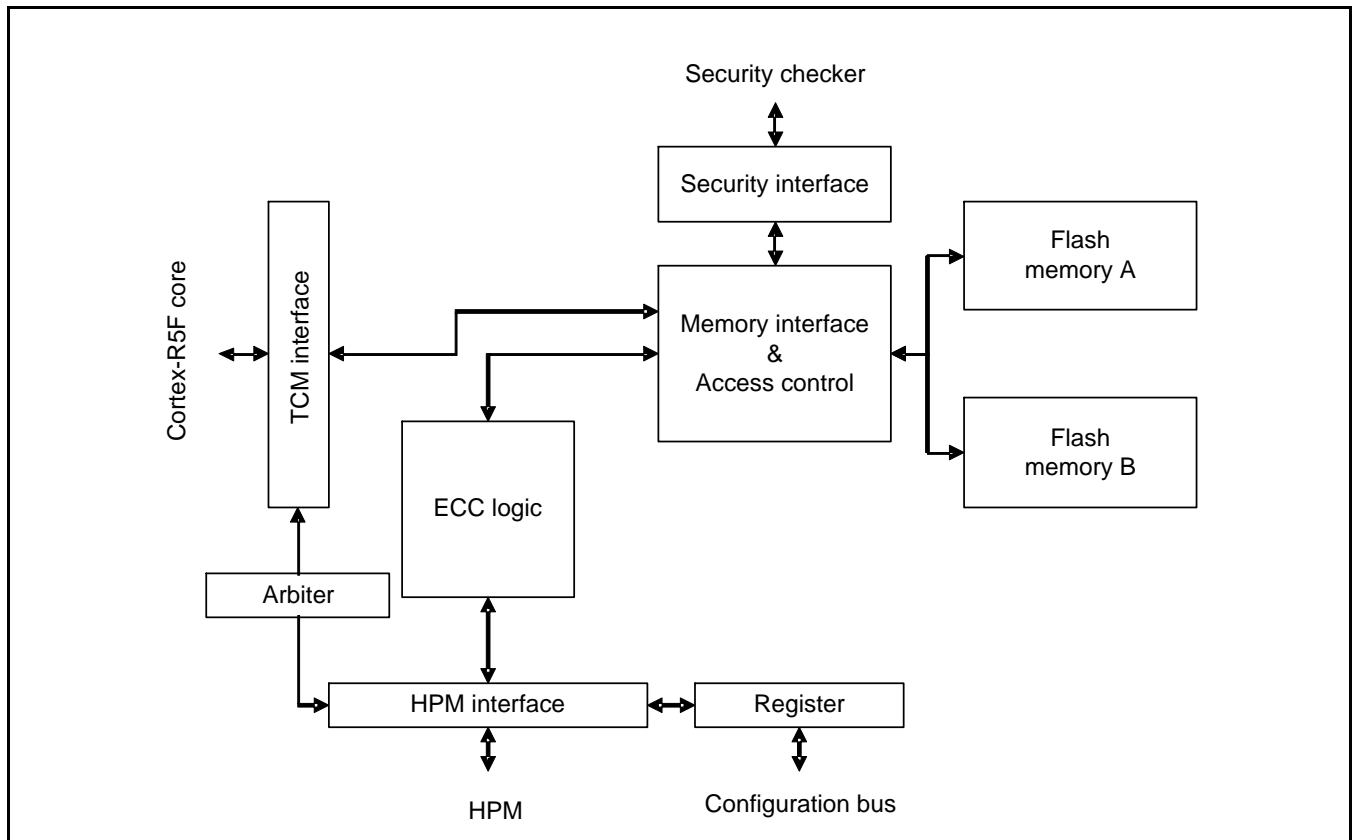 Security checker
Security interface
Flash
memory A
Cortex-R5F core
TCM interface
Memory interface
&
Access control
Flash
memory B
ECC logic
Arbiter
HPM interface
Register
HPM
Configuration bus